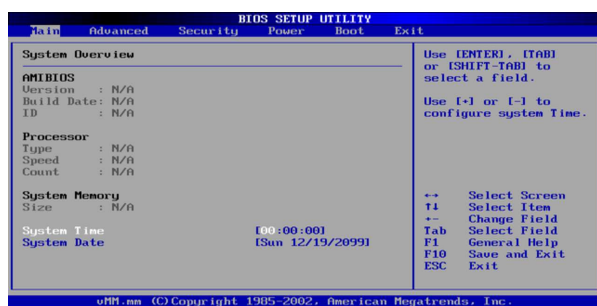 BIOS SETUP UTILITY
Main Advanced Security Power Boot Exit
System Overview
AMIBIOS
Version : N/A
Build Date: N/A
ID : N/A
Processor
Type : N/A
Speed : N/A
Count : N/A
System Memory
Size : N/A
System Time [00:00:00]
System Date [Sun 12/19/2099]
Use [ENTER], [TAB]
or [SHIFT-TAB] to
select a field.
Use [+] or [-] to
configure system Time.
↔ Select Screen
↑↓ Select Item
+- Change Field
Tab Select Field
F1 General Help
F10 Save and Exit
ESC Exit
vMM.mm (C)Copyright 1985-2002, American Megatrends, Inc.